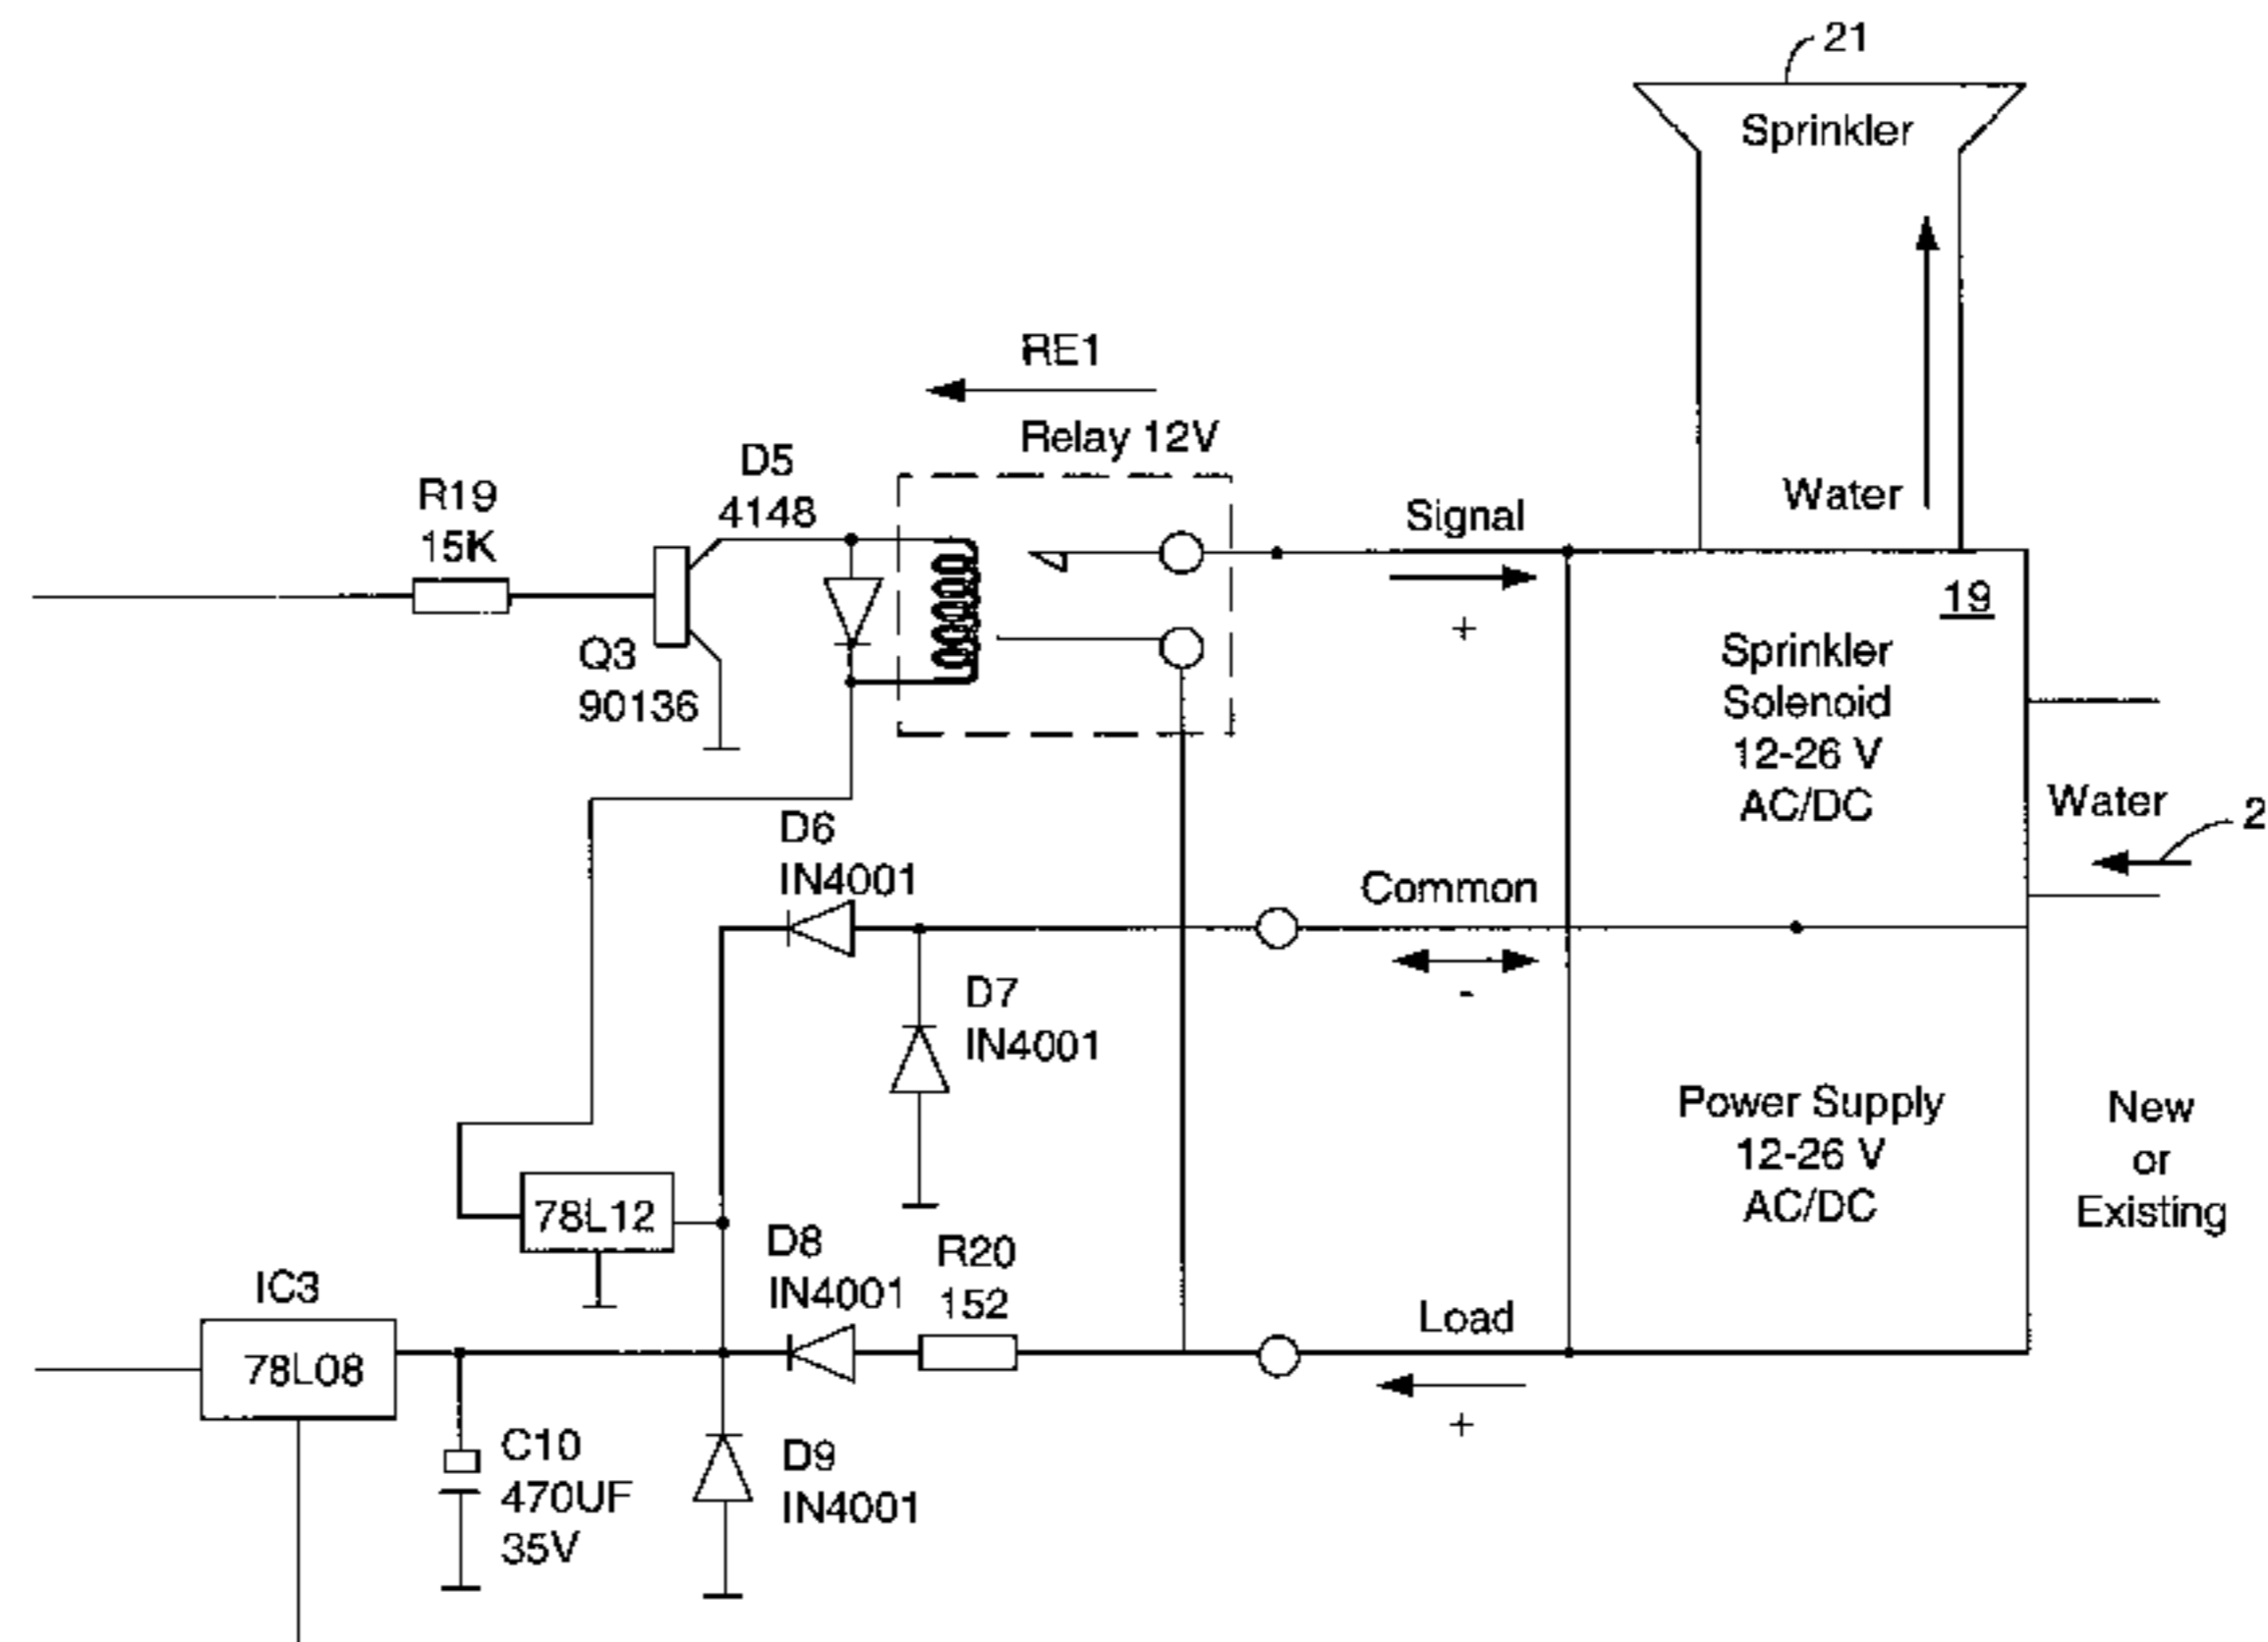 21
Sprinkler
RE1
Relay 12V
D5
4148
R19
15K
Water
Signal
+
19
Q3
90136
Sprinkler
Solenoid
12-26 V
AC/DC
Water
2
D6
IN4001
Common
-
D7
IN4001
Power Supply
12-26 V
AC/DC
New
or
Existing
78L12
D8
IN4001
R20
152
Load
+
IC3
78L08
C10
470UF
35V
D9
IN4001